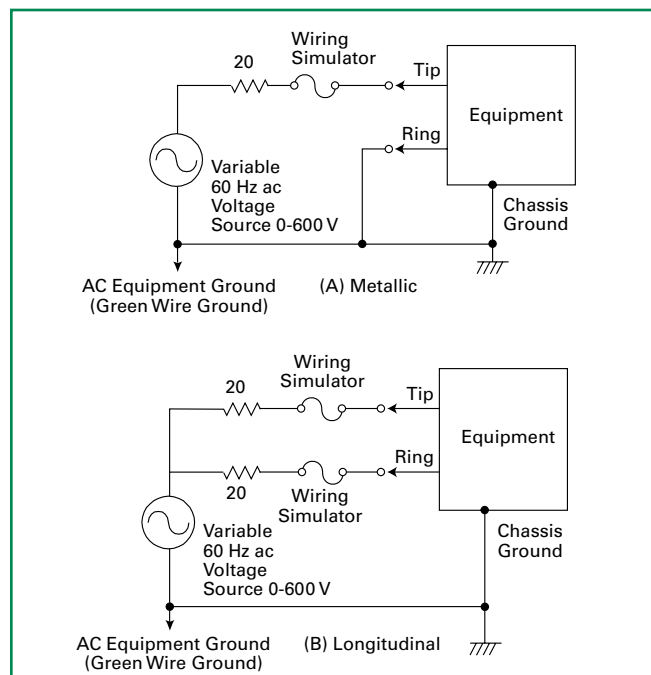 Wiring
Simulator
20
Tip
Equipment
Ring
Variable
60 Hz ac
Voltage
Source 0-600 V
Chassis
Ground
AC Equipment Ground
(Green Wire Ground)
(A) Metallic
Wiring
Simulator
20
Tip
Equipment
Ring
20
Wiring
Simulator
Variable
60 Hz ac
Voltage
Source 0-600 V
Chassis
Ground
AC Equipment Ground
(Green Wire Ground)
(B) Longitudinal